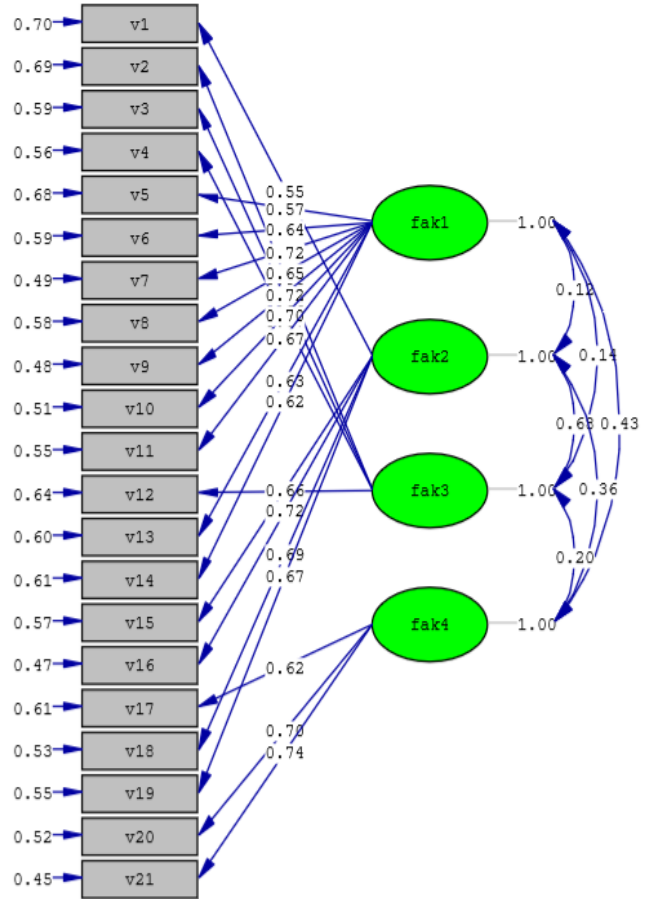 0.70 v1
0.69 v2
0.59 v3
0.56 v4
0.68 v5
0.59 v6
0.49 v7
0.58 v8
0.48 v9
0.51 v10
0.55 v11
0.64 v12
0.60 v13
0.61 v14
0.57 v15
0.47 v16
0.61 v17
0.53 v18
0.55 v19
0.52 v20
0.45 v21
0.55
0.57
0.64
0.72
0.65
0.72
0.70
0.67
0.63
0.62
0.66
0.72
0.69
0.67
0.62
0.70
0.74
fak1 1.00
fak2 1.00
fak3 1.00
fak4 1.00
0.12
0.14
0.68 0.43
0.36
0.20